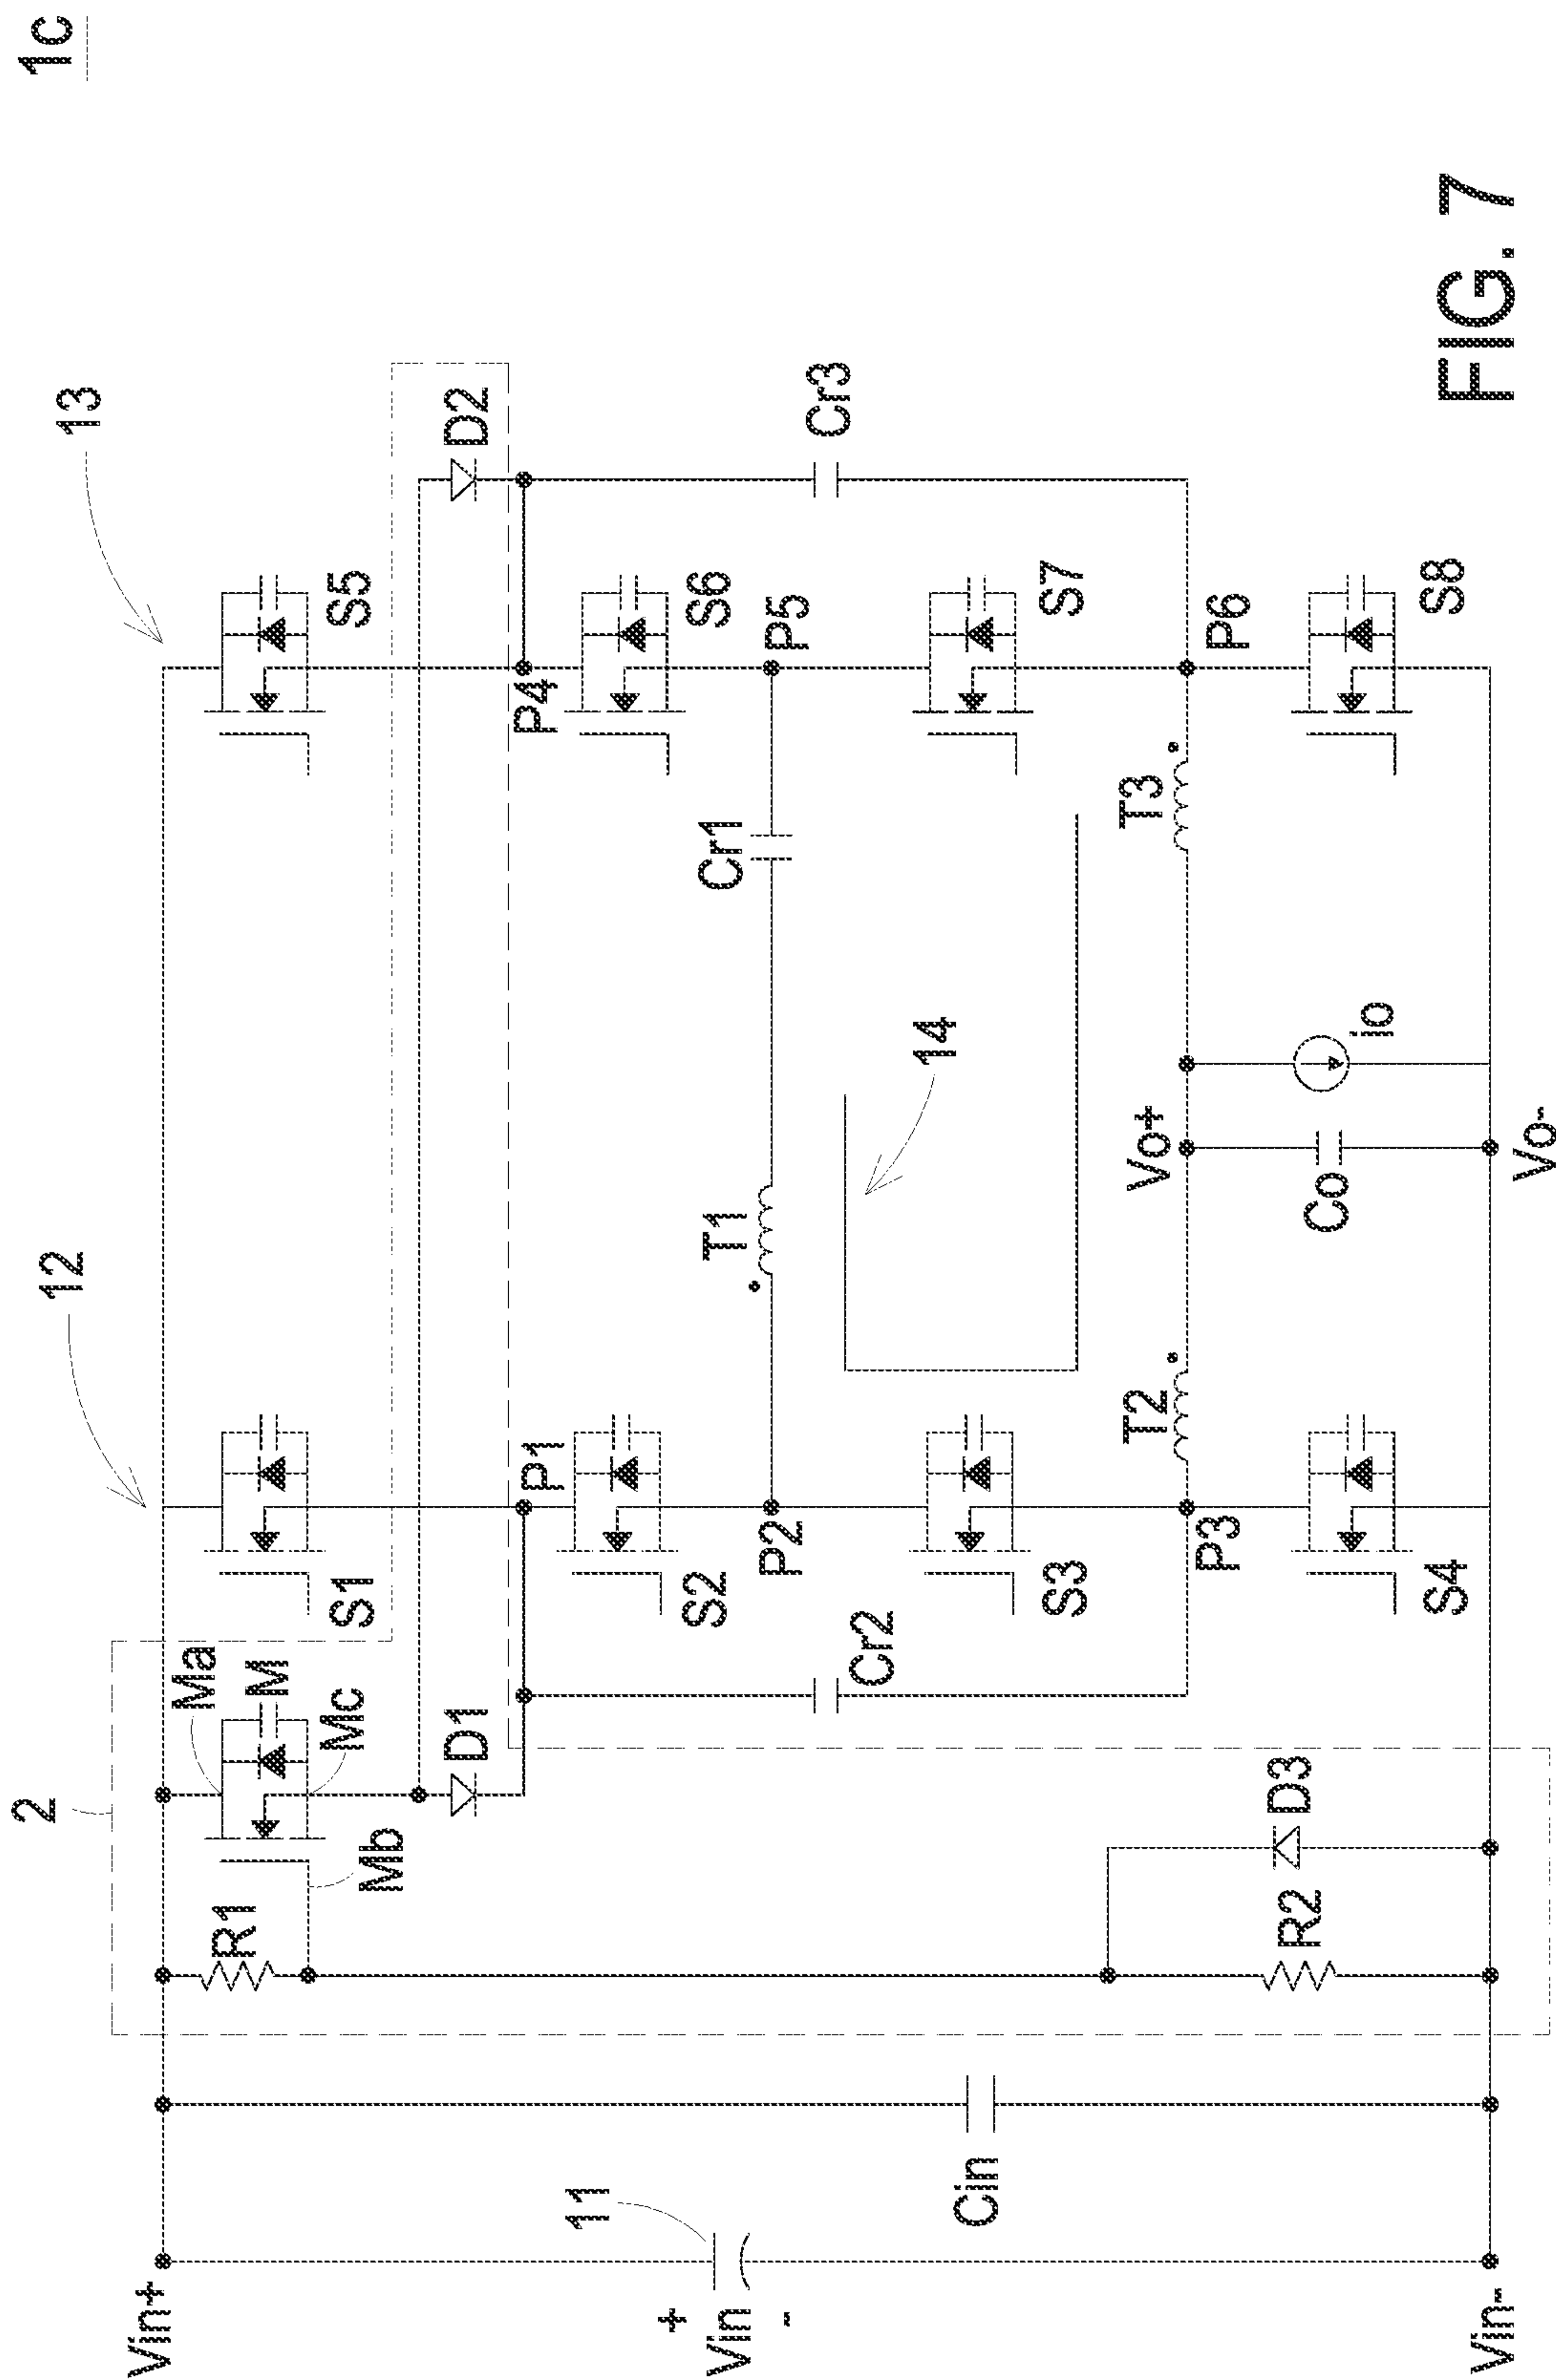 1c
Vin+
+
Vin
-
Vin-
11
Cin
2
R1
Ma
M
Mb
Mc
D1
R2
D3
12
S1
P1
S2
Cr2
P2
S3
P3
S4
T1
Cr1
14
T2
Vo+
T3
Co
io
Vo-
13
S5
D2
P4
S6
P5
Cr3
S7
P6
S8
FIG. 7